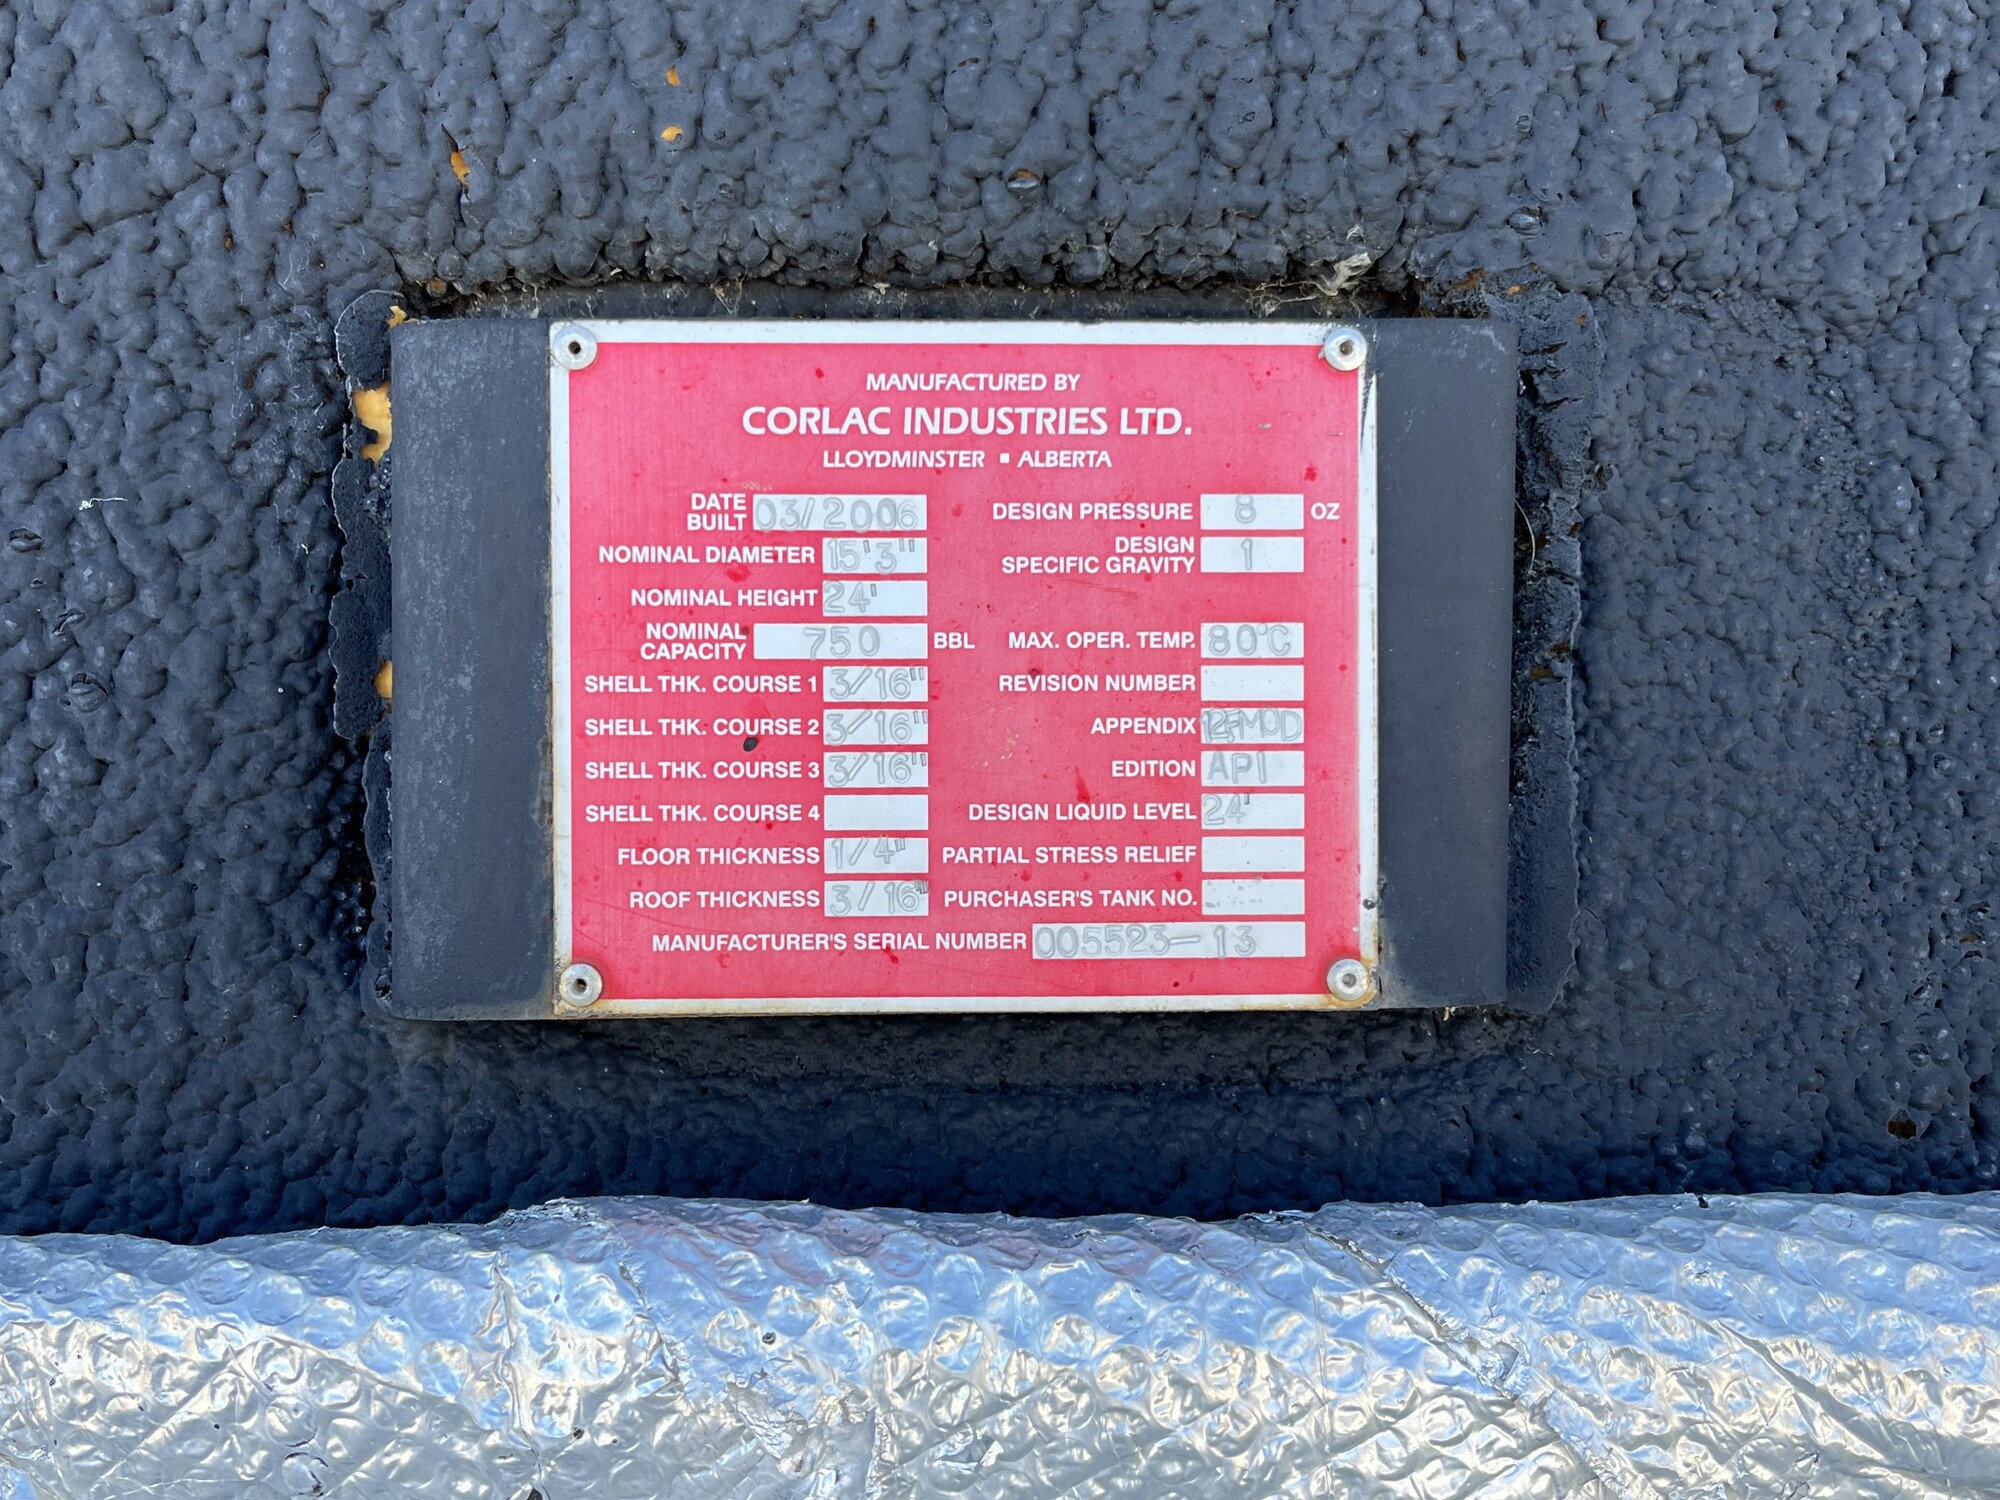 MANUFACTURED BY
CORLAC INDUSTRIES LTD.
LLOYDMINSTER ▪ ALBERTA
DATE BUILT 03/2006
NOMINAL DIAMETER 15'3"
NOMINAL HEIGHT 24'
NOMINAL CAPACITY 750 BBL
SHELL THK. COURSE 1 3/16"
SHELL THK. COURSE 2 3/16"
SHELL THK. COURSE 3 3/16"
SHELL THK. COURSE 4
FLOOR THICKNESS 1/4"
ROOF THICKNESS 3/16"
DESIGN PRESSURE 8 OZ
DESIGN SPECIFIC GRAVITY 1
MAX. OPER. TEMP. 80°C
REVISION NUMBER
APPENDIX
EDITION API
DESIGN LIQUID LEVEL 24'
PARTIAL STRESS RELIEF
PURCHASER'S TANK NO.
MANUFACTURER'S SERIAL NUMBER 005523-13